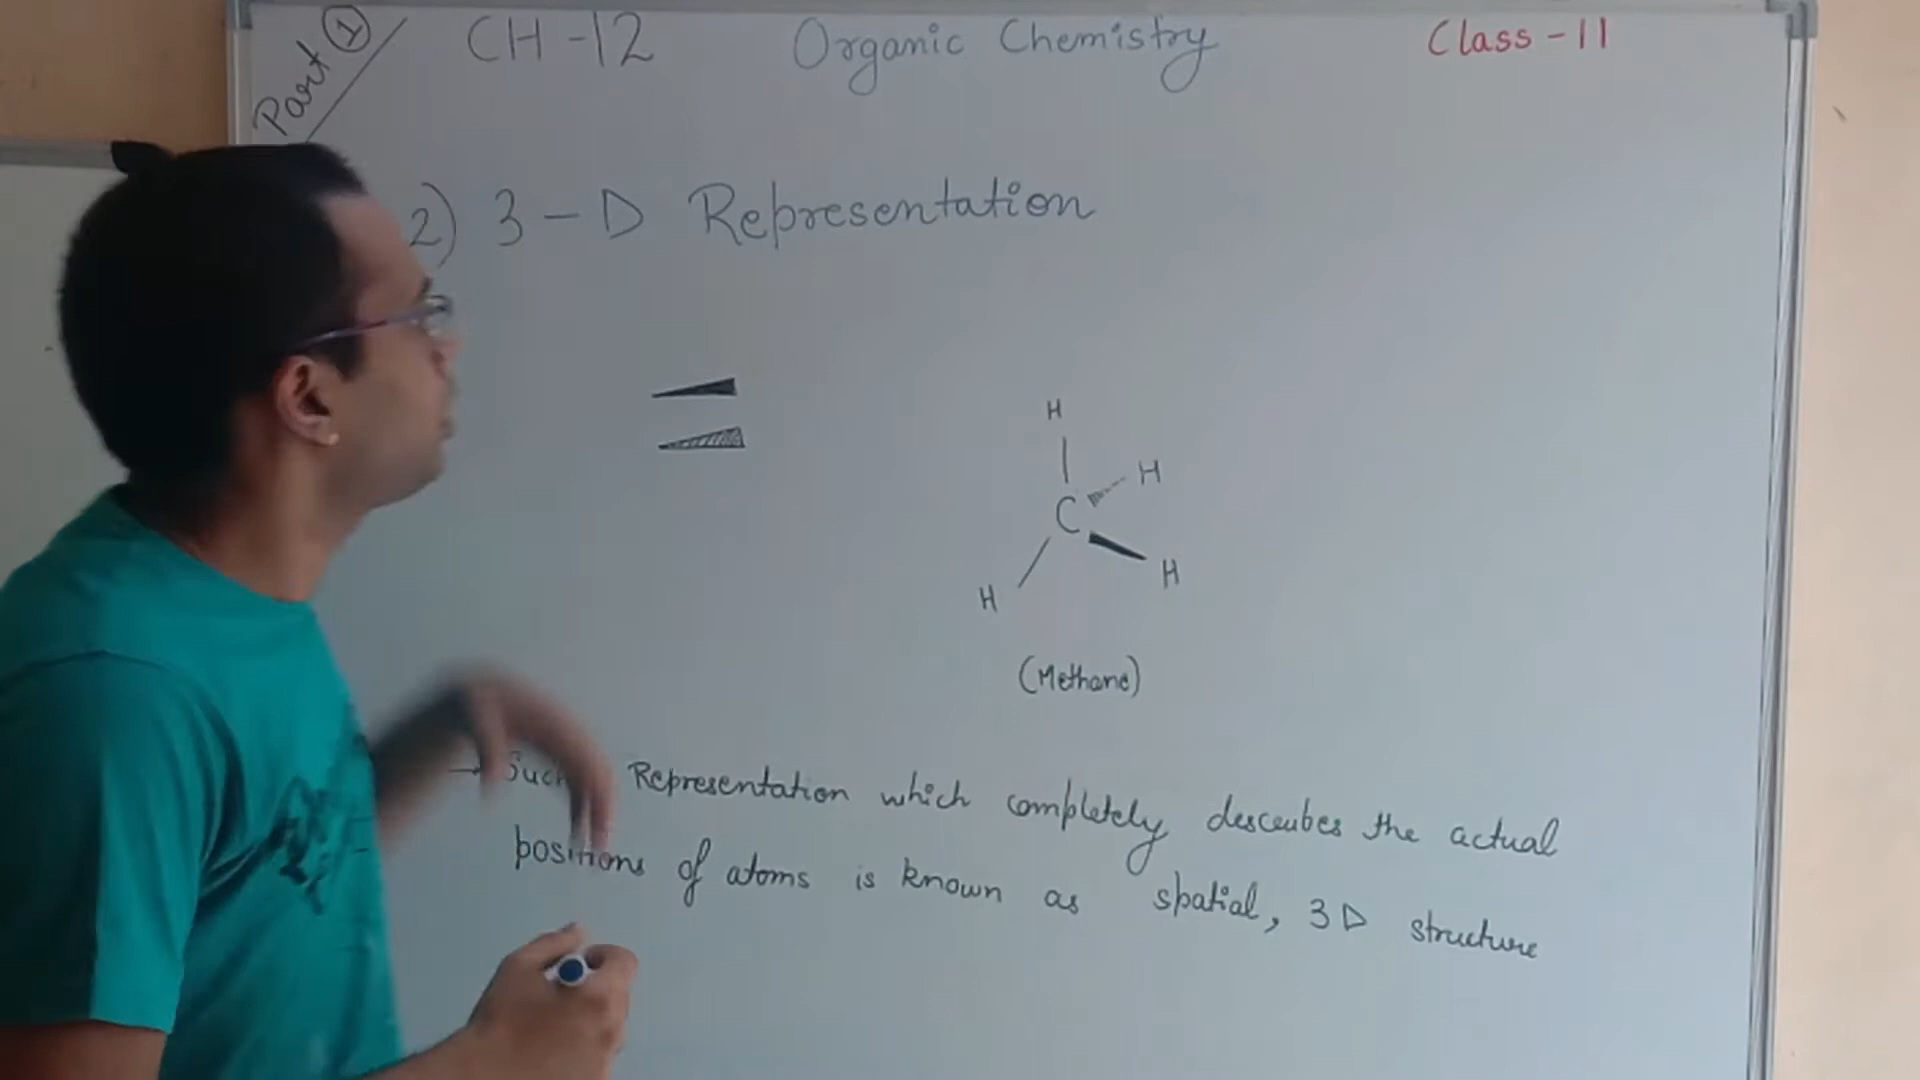 Part ①
CH-12 Organic Chemistry Class-11
2) 3-D Representation
H
H
C
H
H
(Methane)
→ Such Representation which completely describes the actual
positions of atoms is known as spatial, 3D structure